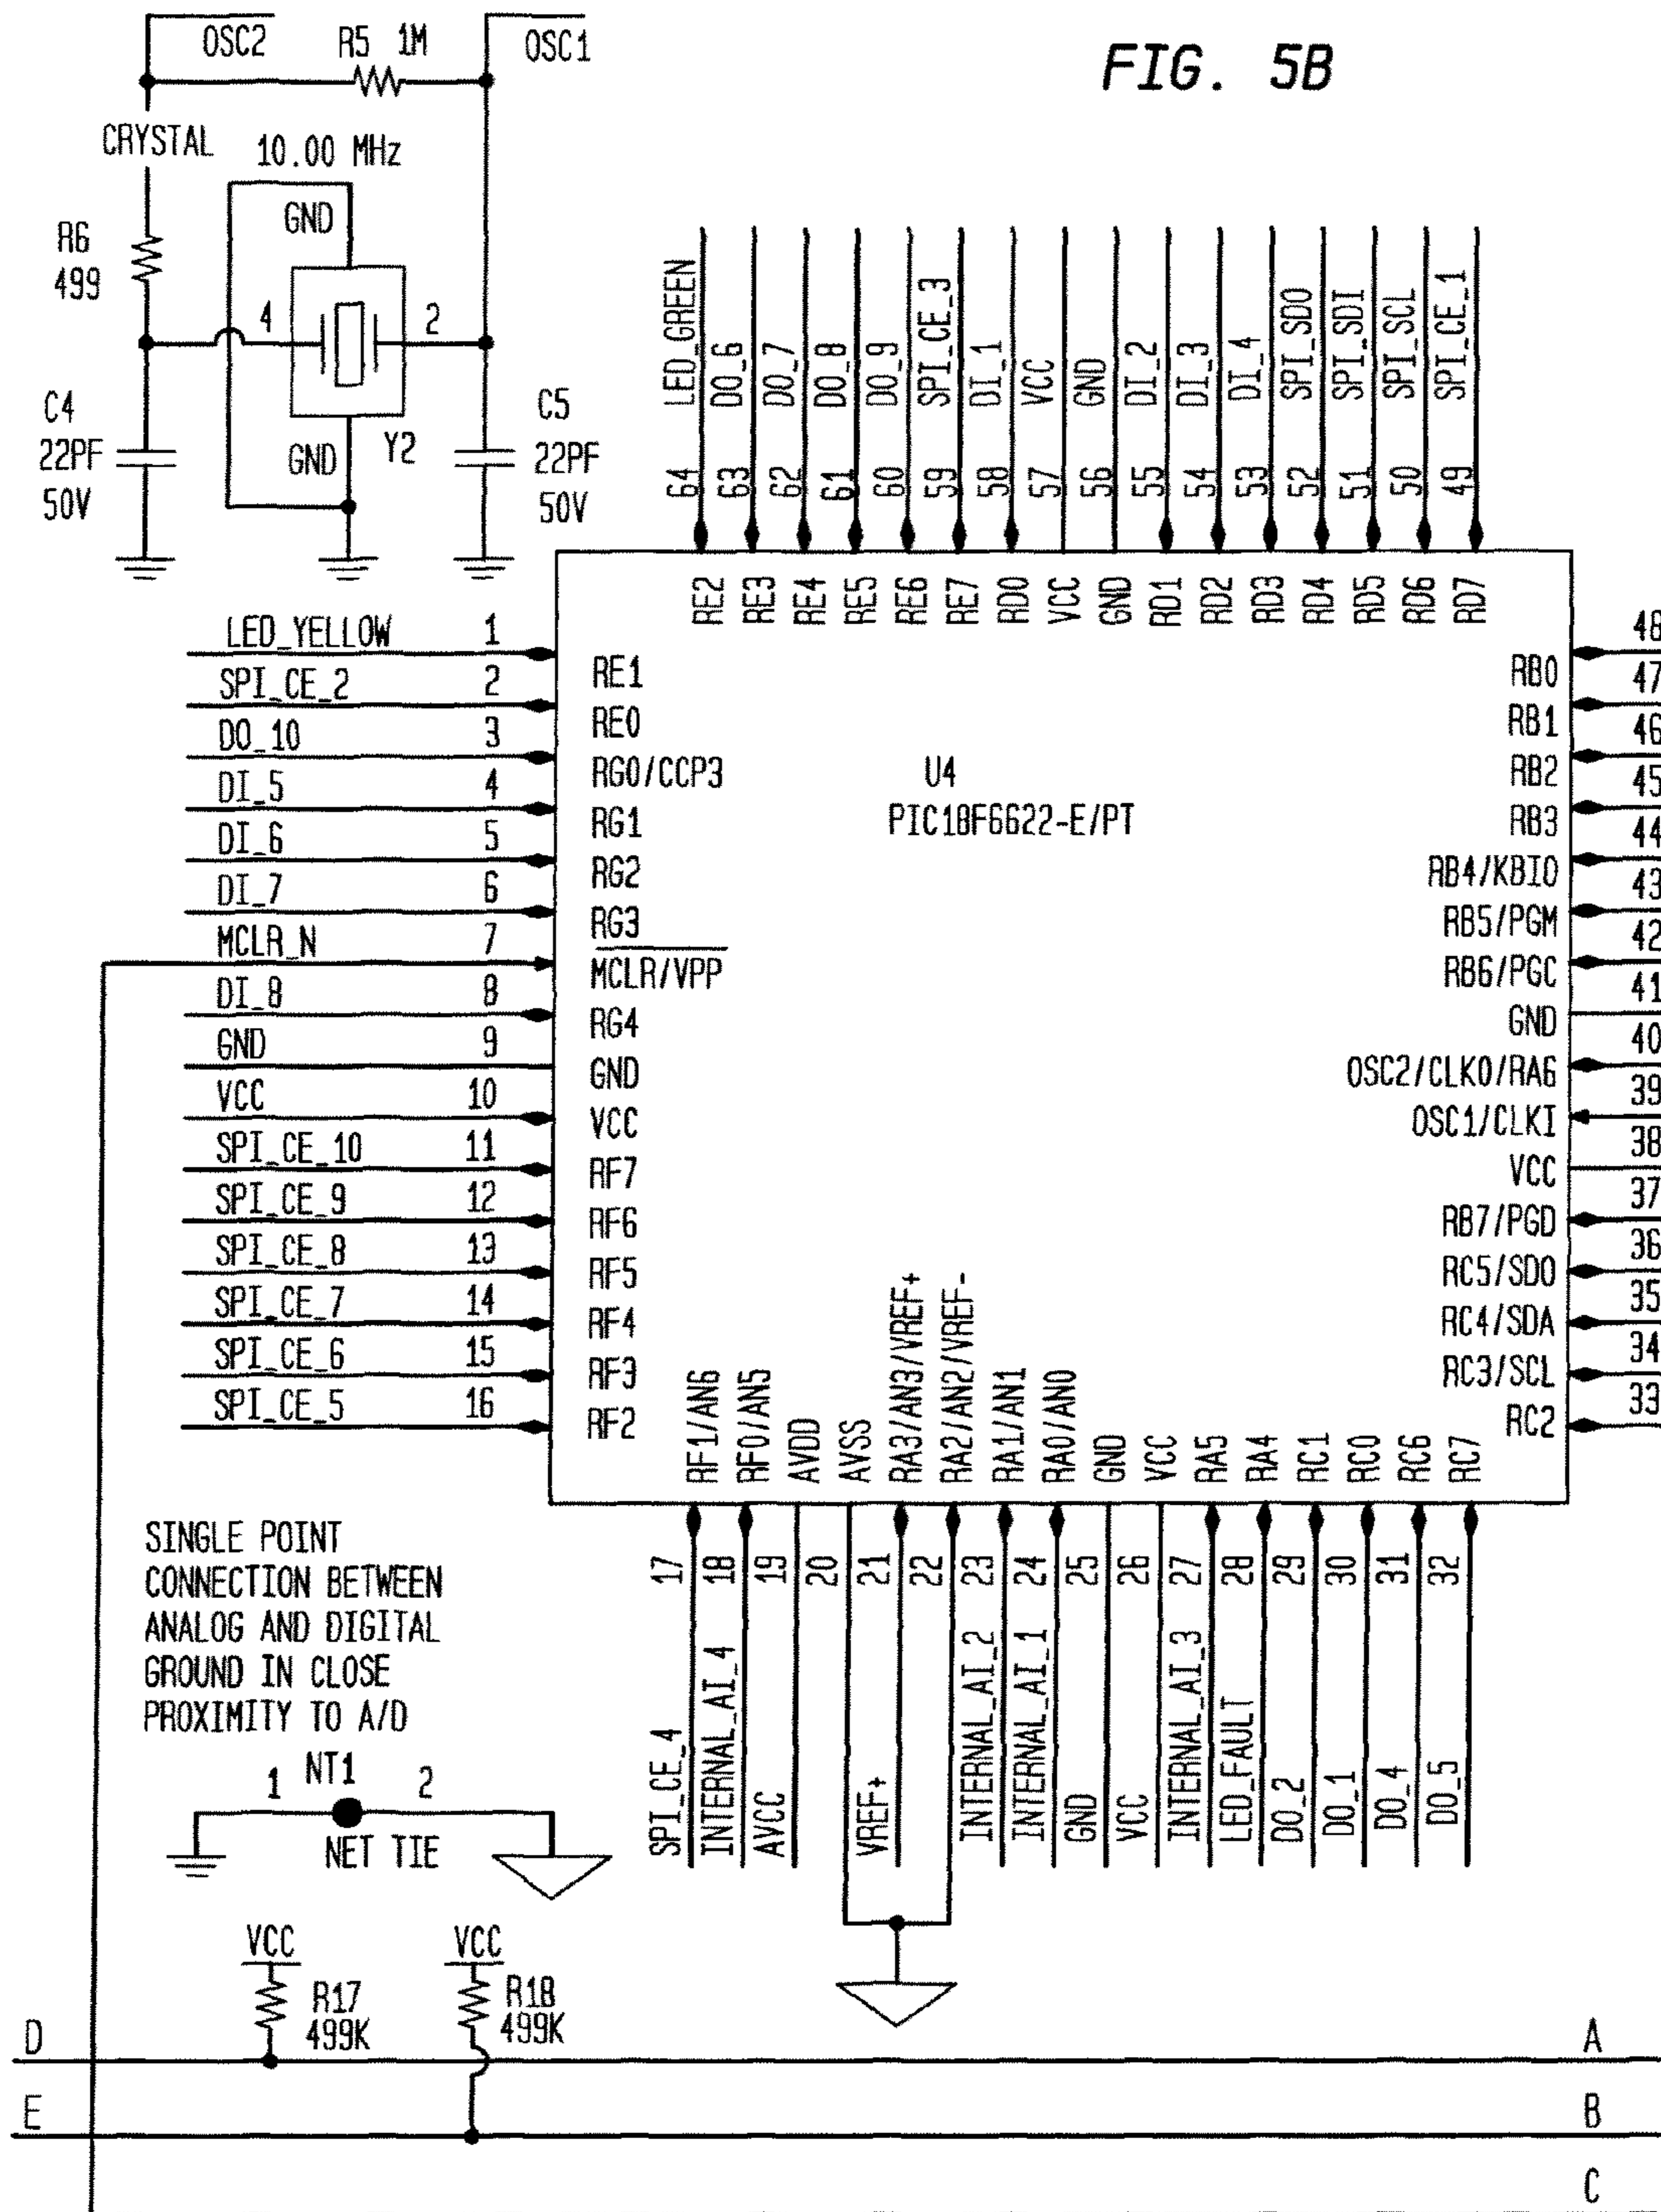 FIG. 5B
OSC2
R5 1M
OSC1
CRYSTAL
10.00 MHz
GND
R6
499
4
2
C4
22PF
50V
GND
Y2
C5
22PF
50V
LED_GREEN
DO_6
DO_7
DO_8
DO_9
SPI_CE_3
DI_1
VCC
GND
DI_2
DI_3
DI_4
SPI_SDO
SPI_SDI
SPI_SCL
SPI_CE_1
64
63
62
61
60
59
58
57
56
55
54
53
52
51
50
49
RE2
RE3
RE4
RE5
RE6
RE7
RD0
VCC
GND
RD1
RD2
RD3
RD4
RD5
RD6
RD7
LED_YELLOW 1
RE1
SPI_CE_2 2
RE0
DO_10 3
RG0/CCP3
DI_5 4
RG1
DI_6 5
RG2
DI_7 6
RG3
MCLR_N 7
MCLR/VPP
DI_8 8
RG4
GND 9
GND
VCC 10
VCC
SPI_CE_10 11
RF7
SPI_CE_9 12
RF6
SPI_CE_8 13
RF5
SPI_CE_7 14
RF4
SPI_CE_6 15
RF3
SPI_CE_5 16
RF2
U4
PIC18F6622-E/PT
48
RB0
47
RB1
46
RB2
45
RB3
44
RB4/KBI0
43
RB5/PGM
42
RB6/PGC
41
GND
40
OSC2/CLKO/RA6
39
OSC1/CLKI
38
VCC
37
RB7/PGD
36
RC5/SDO
35
RC4/SDA
34
RC3/SCL
33
RC2
RF1/AN6
RF0/AN5
AVDD
AVSS
RA3/AN3/VREF+
RA2/AN2/VREF-
RA1/AN1
RA0/AN0
GND
VCC
RA5
RA4
RC1
RC0
RC6
RC7
17
18
19
20
21
22
23
24
25
26
27
28
29
30
31
32
SPI_CE_4
INTERNAL_AI_4
AVCC
VREF+
INTERNAL_AI_2
INTERNAL_AI_1
GND
VCC
INTERNAL_AI_3
LED_FAULT
DO_2
DO_1
DO_4
DO_5
SINGLE POINT
CONNECTION BETWEEN
ANALOG AND DIGITAL
GROUND IN CLOSE
PROXIMITY TO A/D
1 NT1 2
NET TIE
VCC
R17
499K
VCC
R18
499K
D
A
E
B
C